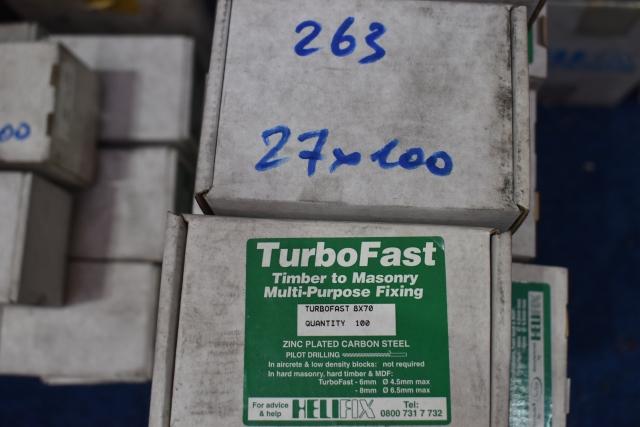 263
27x100
00
TurboFast
Timber to Masonry
Multi-Purpose Fixing
TURBOFAST 8X70
QUANTITY 100
ZINC PLATED CARBON STEEL
PILOT DRILLING
In aircrete & low density blocks: not required
In hard masonry, hard timber & MDF:
TurboFast - 6mm Ø 4.5mm max
- 8mm Ø 6.5mm max
For advice & help
HELIFIX
Tel:
0800 731 7 732